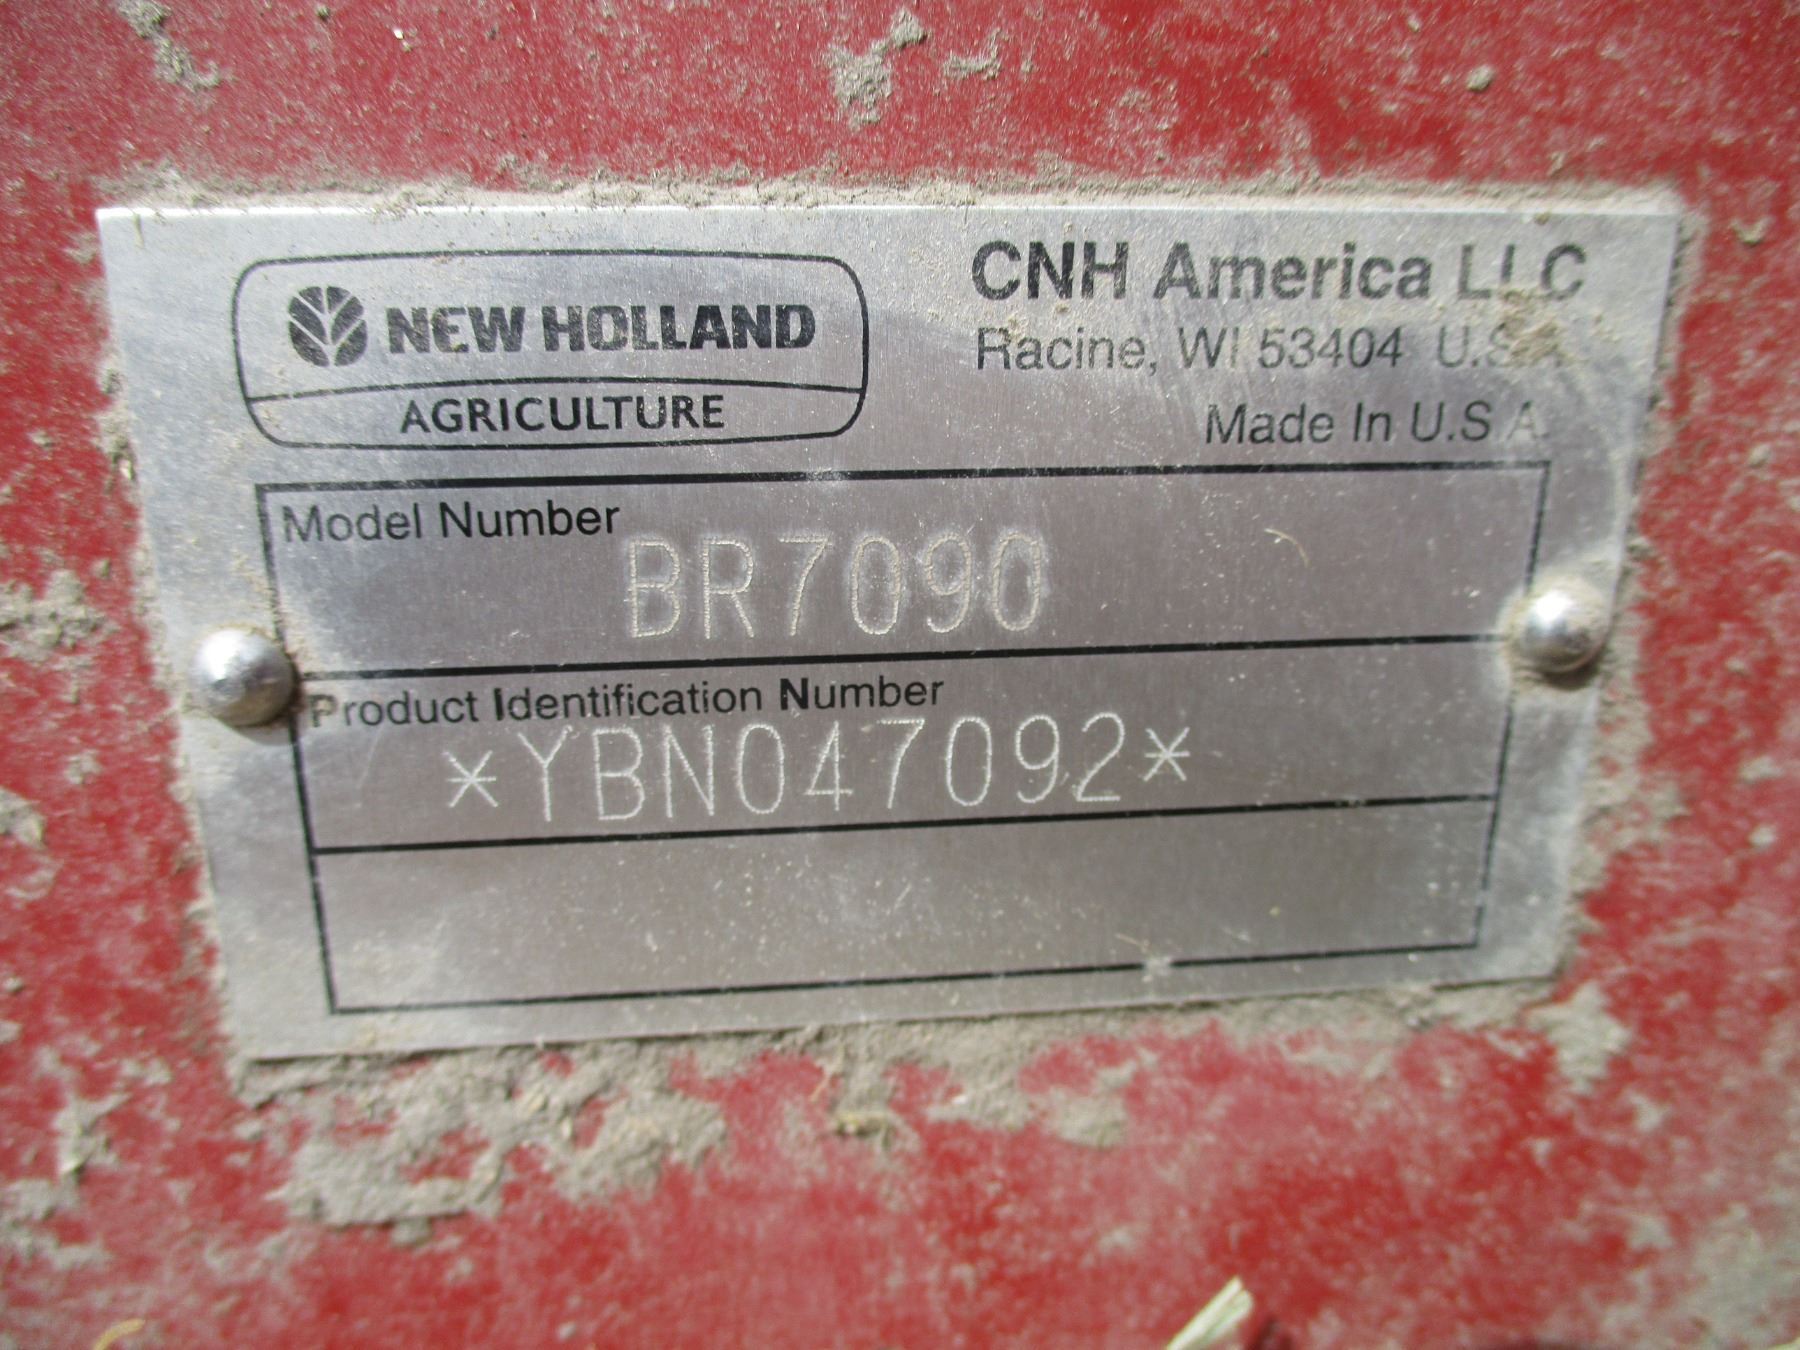 NEW HOLLAND
AGRICULTURE
CNH America LLC
Racine, WI 53404 U.S.A.
Made In U.S.A.
Model Number
BR7090
Product Identification Number
*YBN047092*